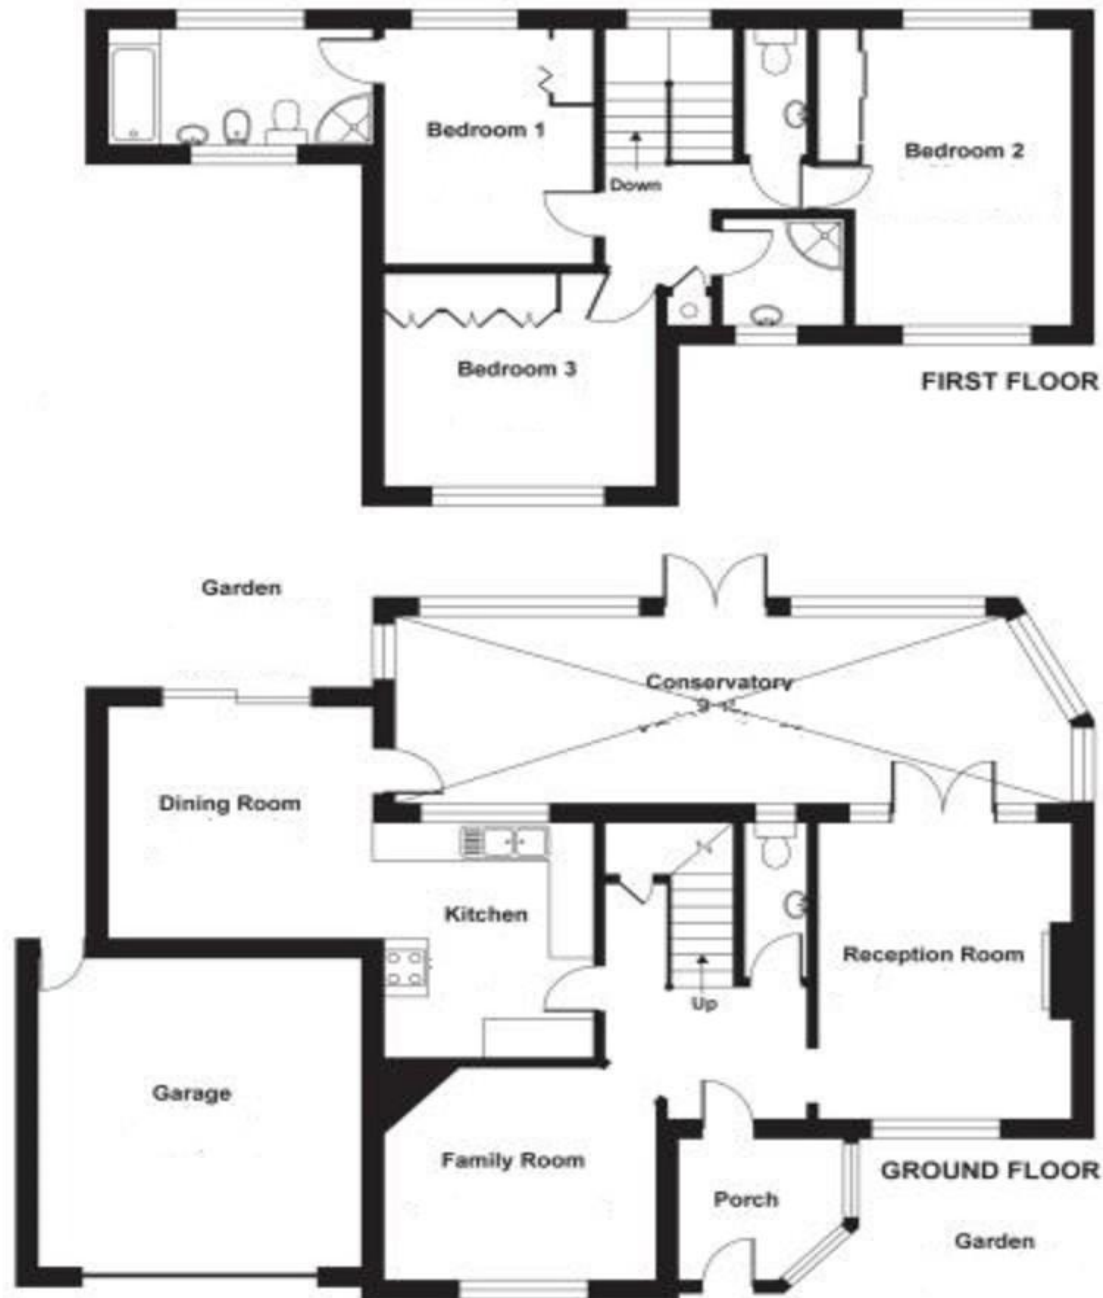 Bedroom 1
Bedroom 2
Down
Bedroom 3
FIRST FLOOR
Garden
Conservatory
Dining Room
Kitchen
Reception Room
Up
Garage
Family Room
GROUND FLOOR
Porch
Garden